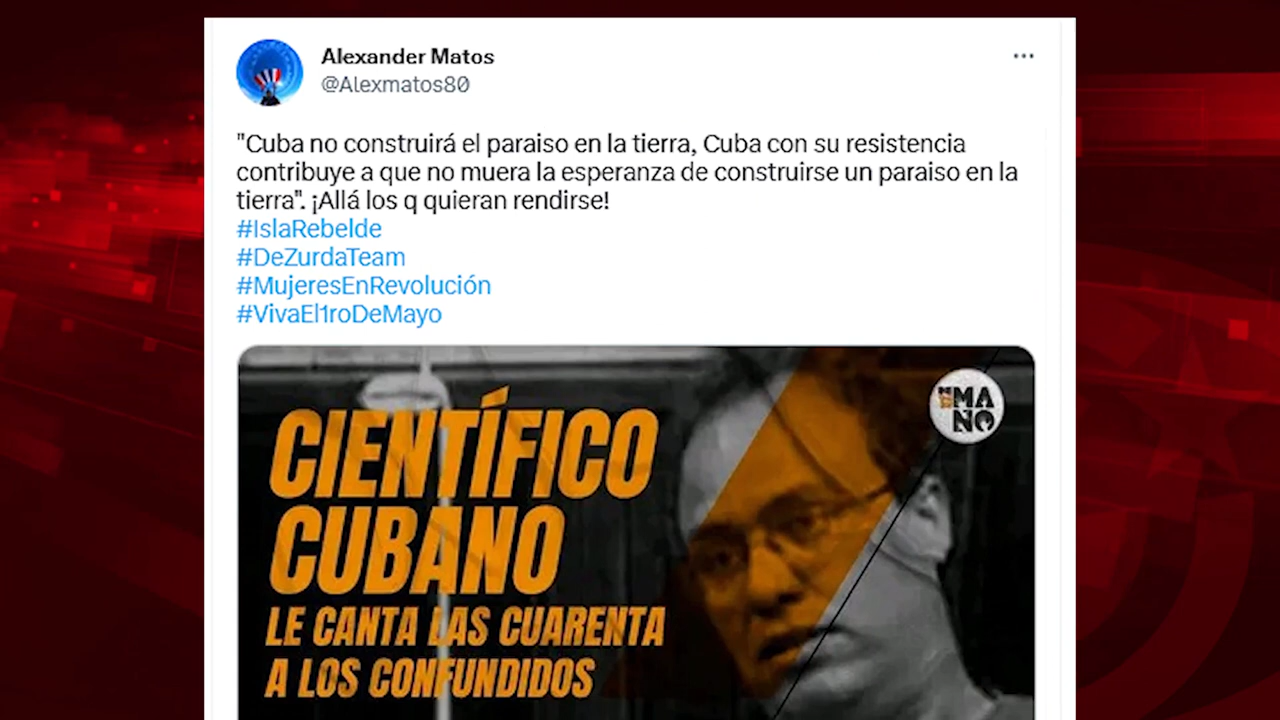 Alexander Matos
@Alexmatos80
"Cuba no construirá el paraiso en la tierra, Cuba con su resistencia
contribuye a que no muera la esperanza de construirse un paraiso en la
tierra". ¡Allá los q quieran rendirse!
#IslaRebelde
#DeZurdaTeam
#MujeresEnRevolución
#VivaEl1roDeMayo
MANO
CIENTÍFICO
CUBANO
LE CANTA LAS CUARENTA
A LOS CONFUNDIDOS